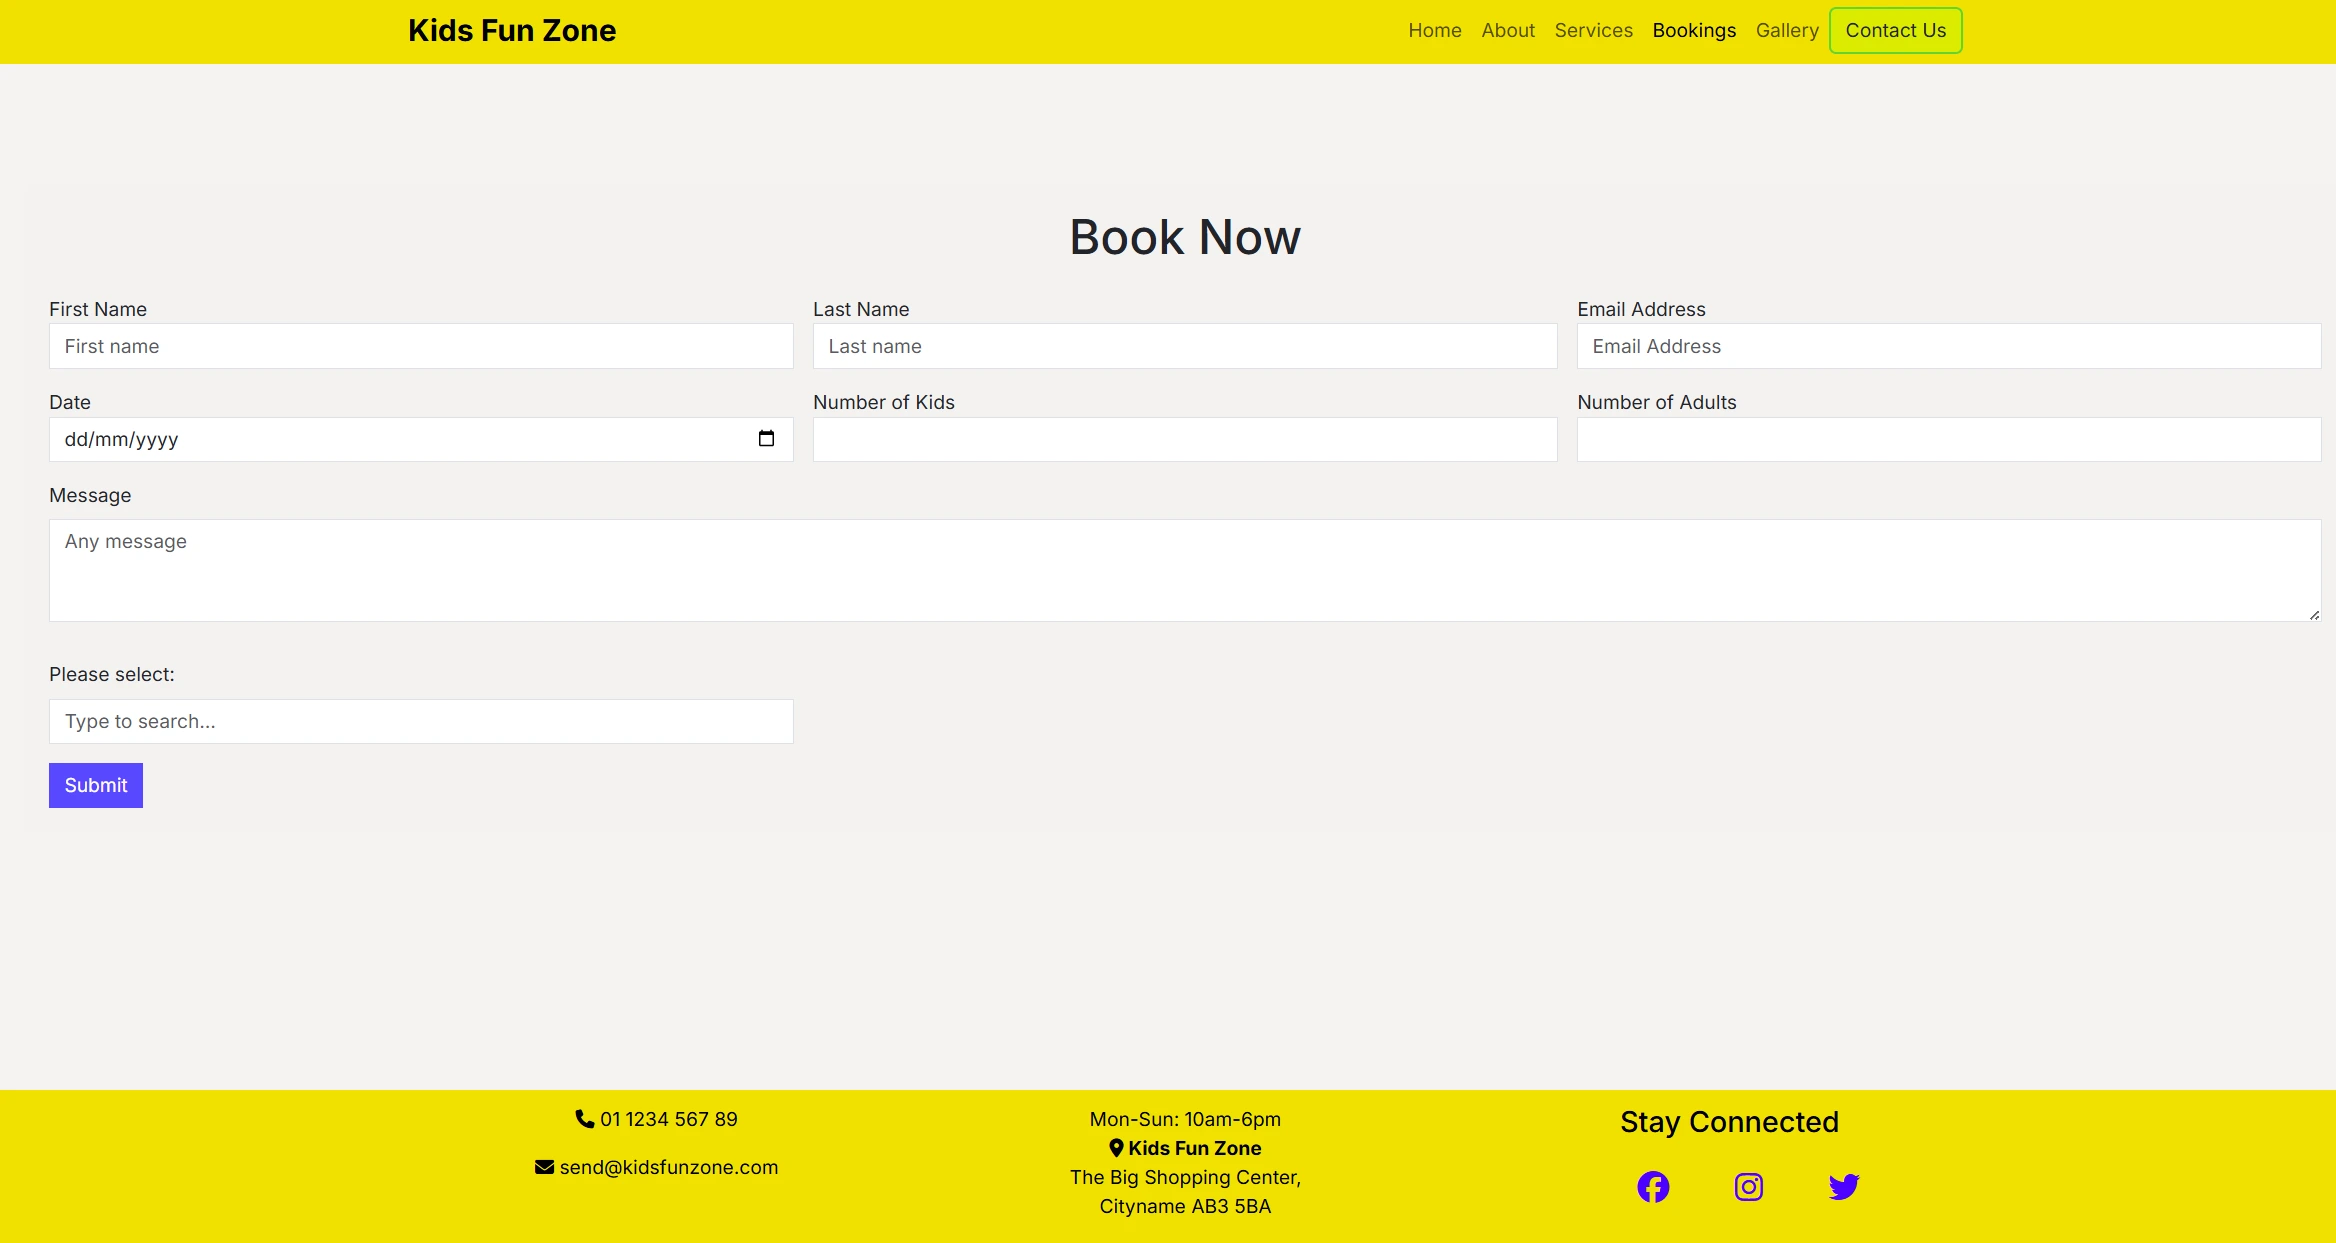 Kids Fun Zone
Home About Services Bookings Gallery Contact Us
Book Now
First Name Last Name Email Address
First name Last name Email Address
Date Number of Kids Number of Adults
dd/mm/yyyy
Message
Any message
Please select:
Type to search...
Submit
01 1234 567 89
send@kidsfunzone.com
Mon-Sun: 10am-6pm
Kids Fun Zone
The Big Shopping Center,
Cityname AB3 5BA
Stay Connected